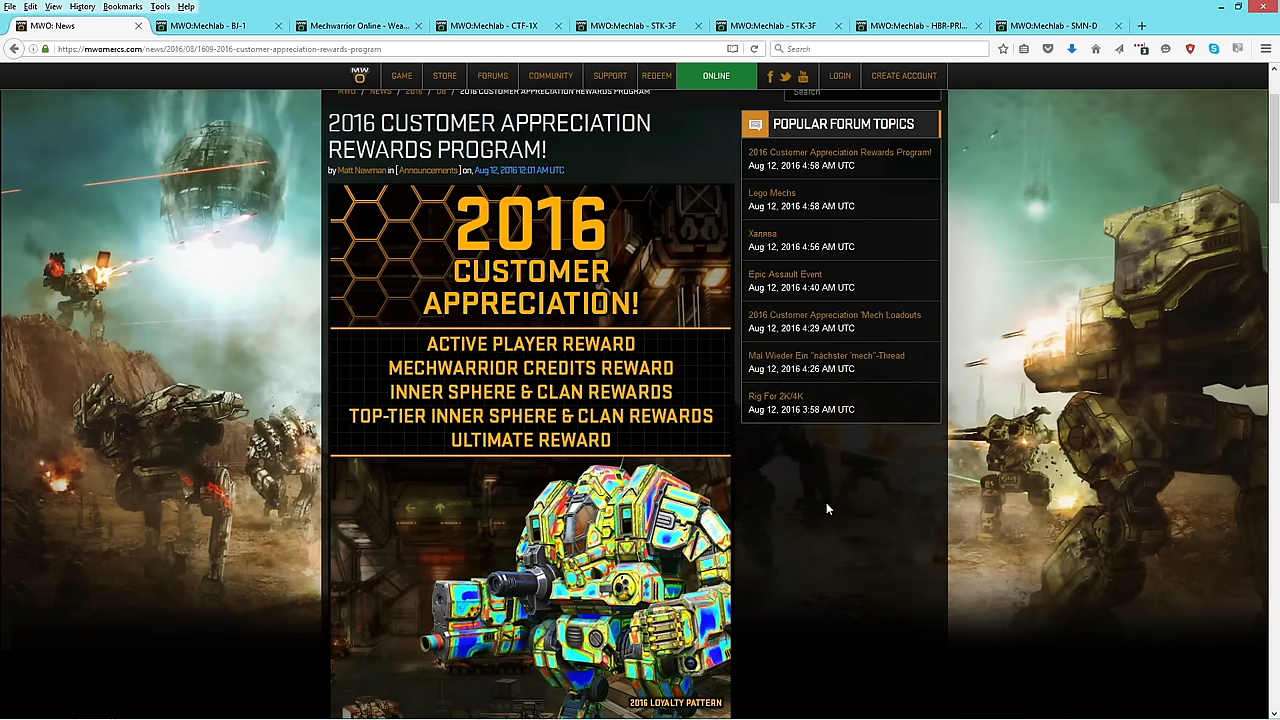 File Edit View History Bookmarks Tools Help
MWO: News
MWO:Mechlab - BJ-1
Mechwarrior Online - Wea...
MWO:Mechlab - CTF-1X
MWO:Mechlab - STK-3F
MWO:Mechlab - STK-3F
MWO:Mechlab - HBR-PRI...
MWO:Mechlab - SMN-D
https://mwomercs.com/news/2016/08/1609-2016-customer-appreciation-rewards-program
Search
MW
GAME
STORE
FORUMS
COMMUNITY
SUPPORT
REDEEM
ONLINE
LOGIN
CREATE ACCOUNT
MWO / NEWS / 2016 / 08 / 2016 CUSTOMER APPRECIATION REWARDS PROGRAM
Search
2016 CUSTOMER APPRECIATION
REWARDS PROGRAM!
by Matt Newman in [ Announcements ] on, Aug 12, 2016 12:01 AM UTC
2016
CUSTOMER
APPRECIATION!
ACTIVE PLAYER REWARD
MECHWARRIOR CREDITS REWARD
INNER SPHERE & CLAN REWARDS
TOP-TIER INNER SPHERE & CLAN REWARDS
ULTIMATE REWARD
2016 LOYALTY PATTERN
POPULAR FORUM TOPICS
2016 Customer Appreciation Rewards Program!
Aug 12, 2016 4:58 AM UTC
Lego Mechs
Aug 12, 2016 4:58 AM UTC
Халява
Aug 12, 2016 4:56 AM UTC
Epic Assault Event
Aug 12, 2016 4:40 AM UTC
2016 Customer Appreciation 'Mech Loadouts
Aug 12, 2016 4:29 AM UTC
Mal Wieder Ein "nächster 'mech"-Thread
Aug 12, 2016 4:26 AM UTC
Rig For 2K/4K
Aug 12, 2016 3:58 AM UTC